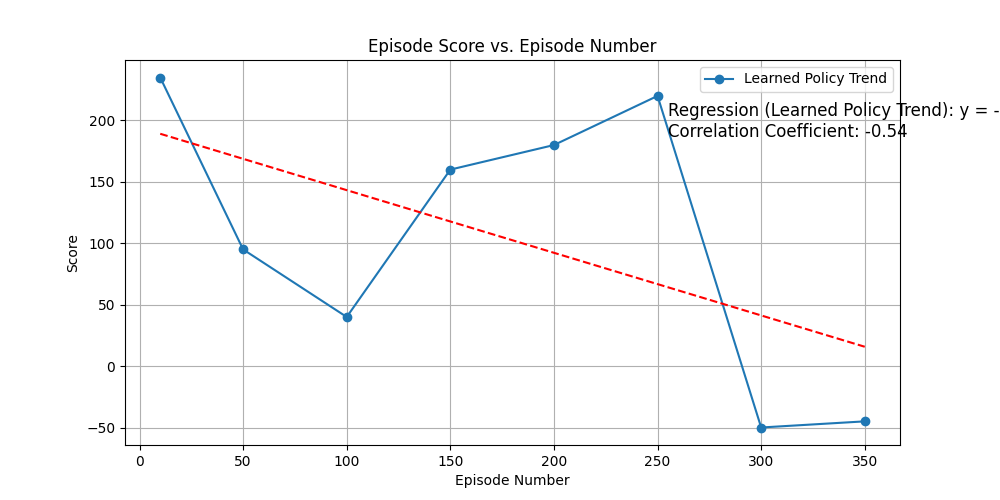 Episode Score vs. Episode Number
Learned Policy Trend
Regression (Learned Policy Trend): y = -
Correlation Coefficient: -0.54
Score
200
150
100
50
0
−50
0 50 100 150 200 250 300 350
Episode Number